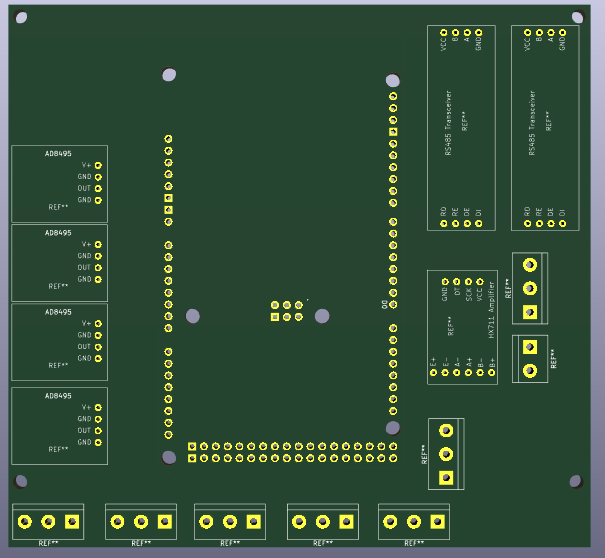 VCC B A GND
RS485 Transceiver
REF**
RO RE DE DI
VCC B A GND
RS485 Transceiver
REF**
RO RE DE DI
AD8495
V+
GND
OUT
GND
REF**
AD8495
V+
GND
OUT
GND
REF**
AD8495
V+
GND
OUT
GND
REF**
AD8495
V+
GND
OUT
GND
REF**
GND DT SCK VCC
HX711 Amplifier
REF**
E+ E- A- A+ B- B+
REF**
REF**
REF**
REF**
REF**
REF**
REF**
REF**